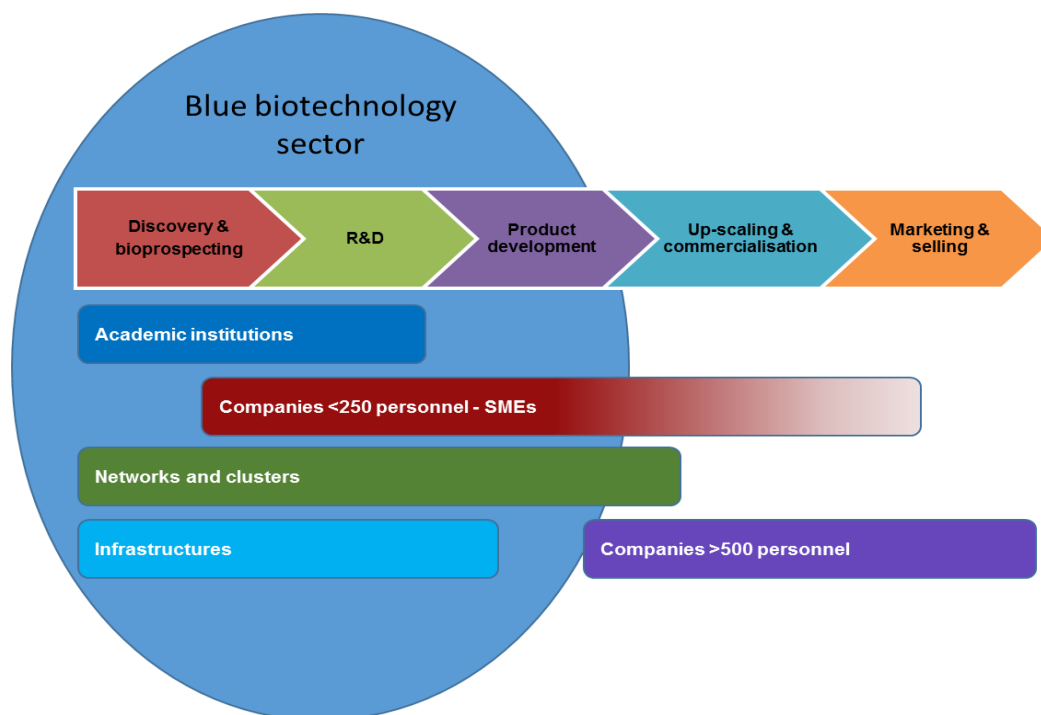 Blue biotechnology
sector
Discovery &
bioprospecting
R&D
Product
development
Up-scaling &
commercialisation
Marketing &
selling
Academic institutions
Companies <250 personnel - SMEs
Networks and clusters
Infrastructures
Companies >500 personnel